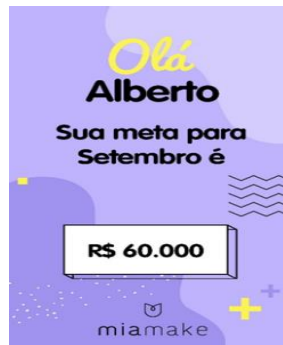 Olá
Alberto
Sua meta para
Setembro é
R$ 60.000
miamake